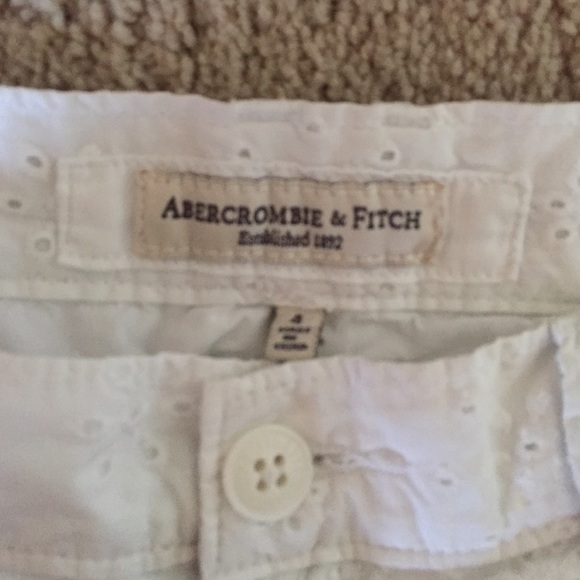 ABERCROMBIE & FITCH
Established 1892
4